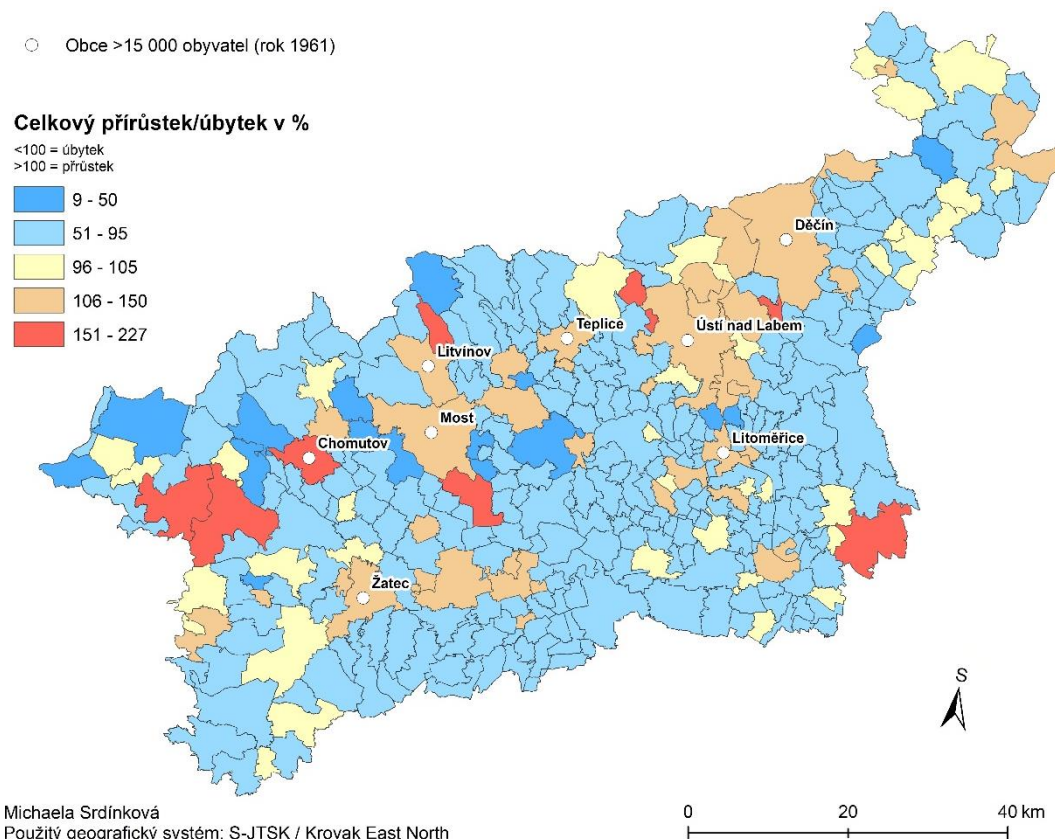 Obce >15 000 obyvatel (rok 1961)
Celkový přírůstek/úbytek v %
<100 = úbytek
>100 = přrůstek
9 - 50
51 - 95
96 - 105
106 - 150
151 - 227
Děčín
Teplice
Ústí nad Labem
Litvínov
Most
Chomutov
Litoměřice
Žatec
S
Michaela Srdínková
Použitý geografický systém: S-JTSK / Krovak East North
0 20 40 km